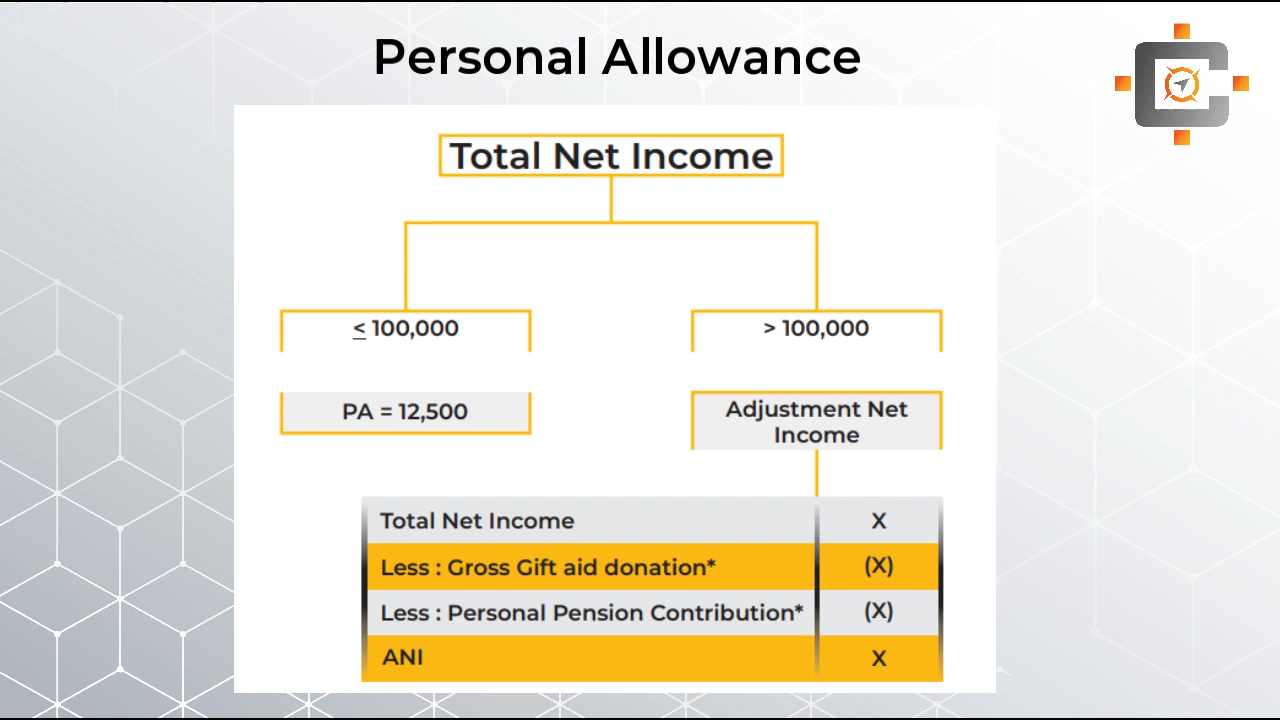 Personal Allowance
Total Net Income
≤ 100,000
> 100,000
PA = 12,500
Adjustment Net
Income
Total Net Income X
Less : Gross Gift aid donation* (X)
Less : Personal Pension Contribution* (X)
ANI X